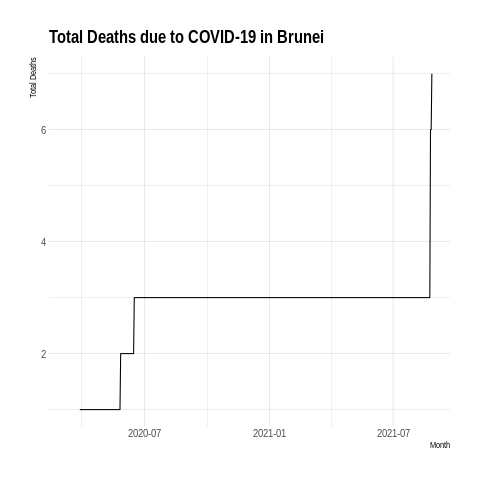 Total Deaths due to COVID-19 in Brunei
Total Deaths
6
4
2
2020-07 2021-01 2021-07
Month